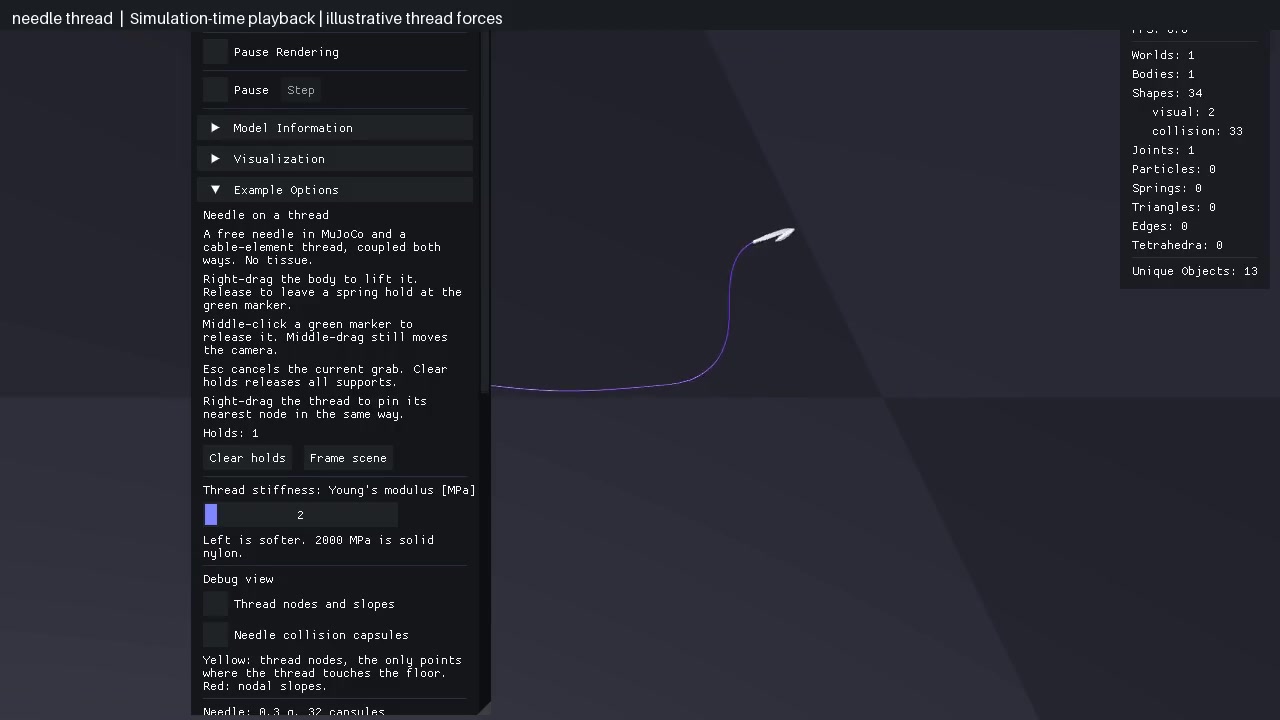 needle thread | Simulation-time playback | illustrative thread forces
Pause Rendering
Pause Step
Model Information
Visualization
Example Options
Needle on a thread
A free needle in MuJoCo and a
cable-element thread, coupled both
ways. No tissue.
Right-drag the body to lift it.
Release to leave a spring hold at the
green marker.
Middle-click a green marker to
release it. Middle-drag still moves
the camera.
Esc cancels the current grab. Clear
holds releases all supports.
Right-drag the thread to pin its
nearest node in the same way.
Holds: 1
Clear holds Frame scene
Thread stiffness: Young's modulus [MPa]
2
Left is softer. 2000 MPa is solid
nylon.
Debug view
Thread nodes and slopes
Needle collision capsules
Yellow: thread nodes, the only points
where the thread touches the floor.
Red: nodal slopes.
Needle: 0.3 g, 32 capsules
Worlds: 1
Bodies: 1
Shapes: 34
visual: 2
collision: 33
Joints: 1
Particles: 0
Springs: 0
Triangles: 0
Edges: 0
Tetrahedra: 0
Unique Objects: 13